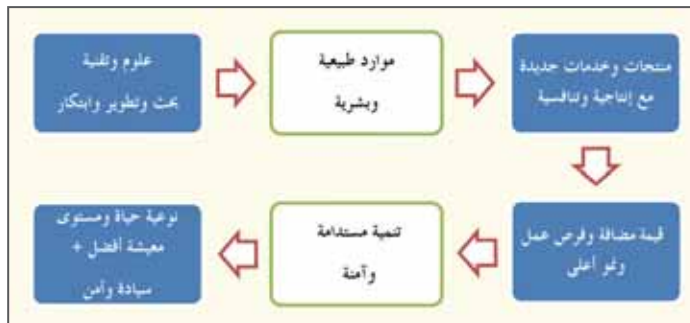 علوم وتقنية
بحث وتطوير وابتكار
موارد طبيعية
وبشرية
منتجات وخدمات جديدة
مع إنتاجية وتنافسية
قيمة مضافة وفرص عمل
ونمو أعلى
تنمية مستدامة
وآمنة
نوعية حياة ومستوى
معيشة أفضل +
سيادة وأمن